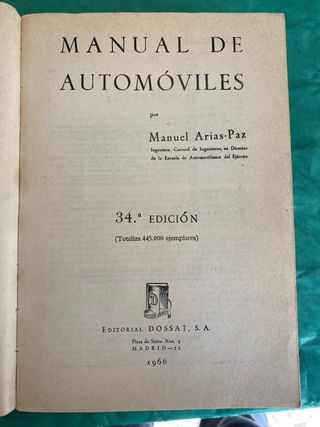 MANUAL DE
AUTOMÓVILES
por
Manuel Arias-Paz
Ingeniero. Coronel de Ingenieros, ex Director
de la Escuela de Automovilismo del Ejército
34.ª EDICIÓN
(Totaliza 445.000 ejemplares)
EDITORIAL DOSSAT, S. A.
Plaza de Santa Ana, 9
MADRID—12
1966